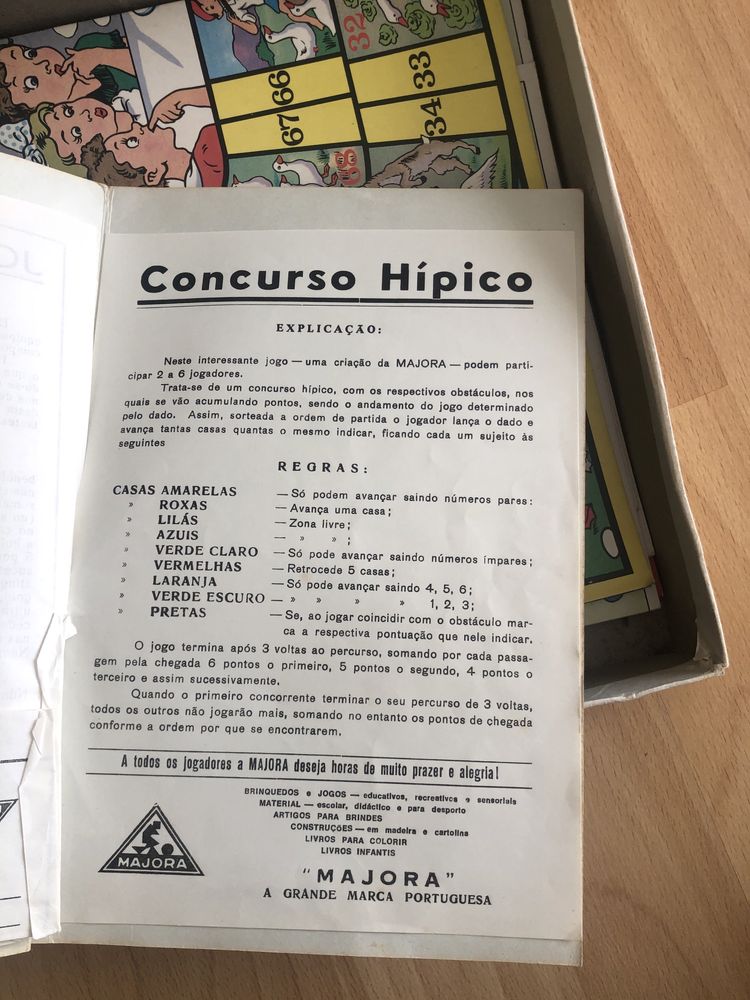 32
67 66
34 33
68
Concurso Hípico
EXPLICAÇÃO:
Neste interessante jogo — uma criação da MAJORA — podem parti-
cipar 2 a 6 jogadores.
Trata-se de um concurso hípico, com os respectivos obstáculos, nos
quais se vão acumulando pontos, sendo o andamento do jogo determinado
pelo dado. Assim, sorteada a ordem de partida o jogador lança o dado e
avança tantas casas quantas o mesmo indicar, ficando cada um sujeito às
seguintes
REGRAS:
CASAS AMARELAS — Só podem avançar saindo números pares:
» ROXAS — Avança uma casa;
» LILÁS — Zona livre;
» AZUIS — » » ;
» VERDE CLARO — Só pode avançar saindo números ímpares;
» VERMELHAS — Retrocede 5 casas;
» LARANJA — Só pode avançar saindo 4, 5, 6;
» VERDE ESCURO — » » » » 1, 2, 3;
» PRETAS — Se, ao jogar coincidir com o obstáculo mar-
ca a respectiva pontuação que nele indicar.
O jogo termina após 3 voltas ao percurso, somando por cada passa-
gem pela chegada 6 pontos o primeiro, 5 pontos o segundo, 4 pontos o
terceiro e assim sucessivamente.
Quando o primeiro concorrente terminar o seu percurso de 3 voltas,
todos os outros não jogarão mais, somando no entanto os pontos de chegada
conforme a ordem por que se encontrarem.
A todos os jogadores a MAJORA deseja horas de muito prazer e alegria!
BRINQUEDOS e JOGOS — educativos, recreativos e sensoriais
MATERIAL — escolar, didáctico e para desporto
ARTIGOS PARA BRINDES
CONSTRUÇÕES — em madeira e cartolina
LIVROS PARA COLORIR
LIVROS INFANTIS
MAJORA
"MAJORA"
A GRANDE MARCA PORTUGUESA